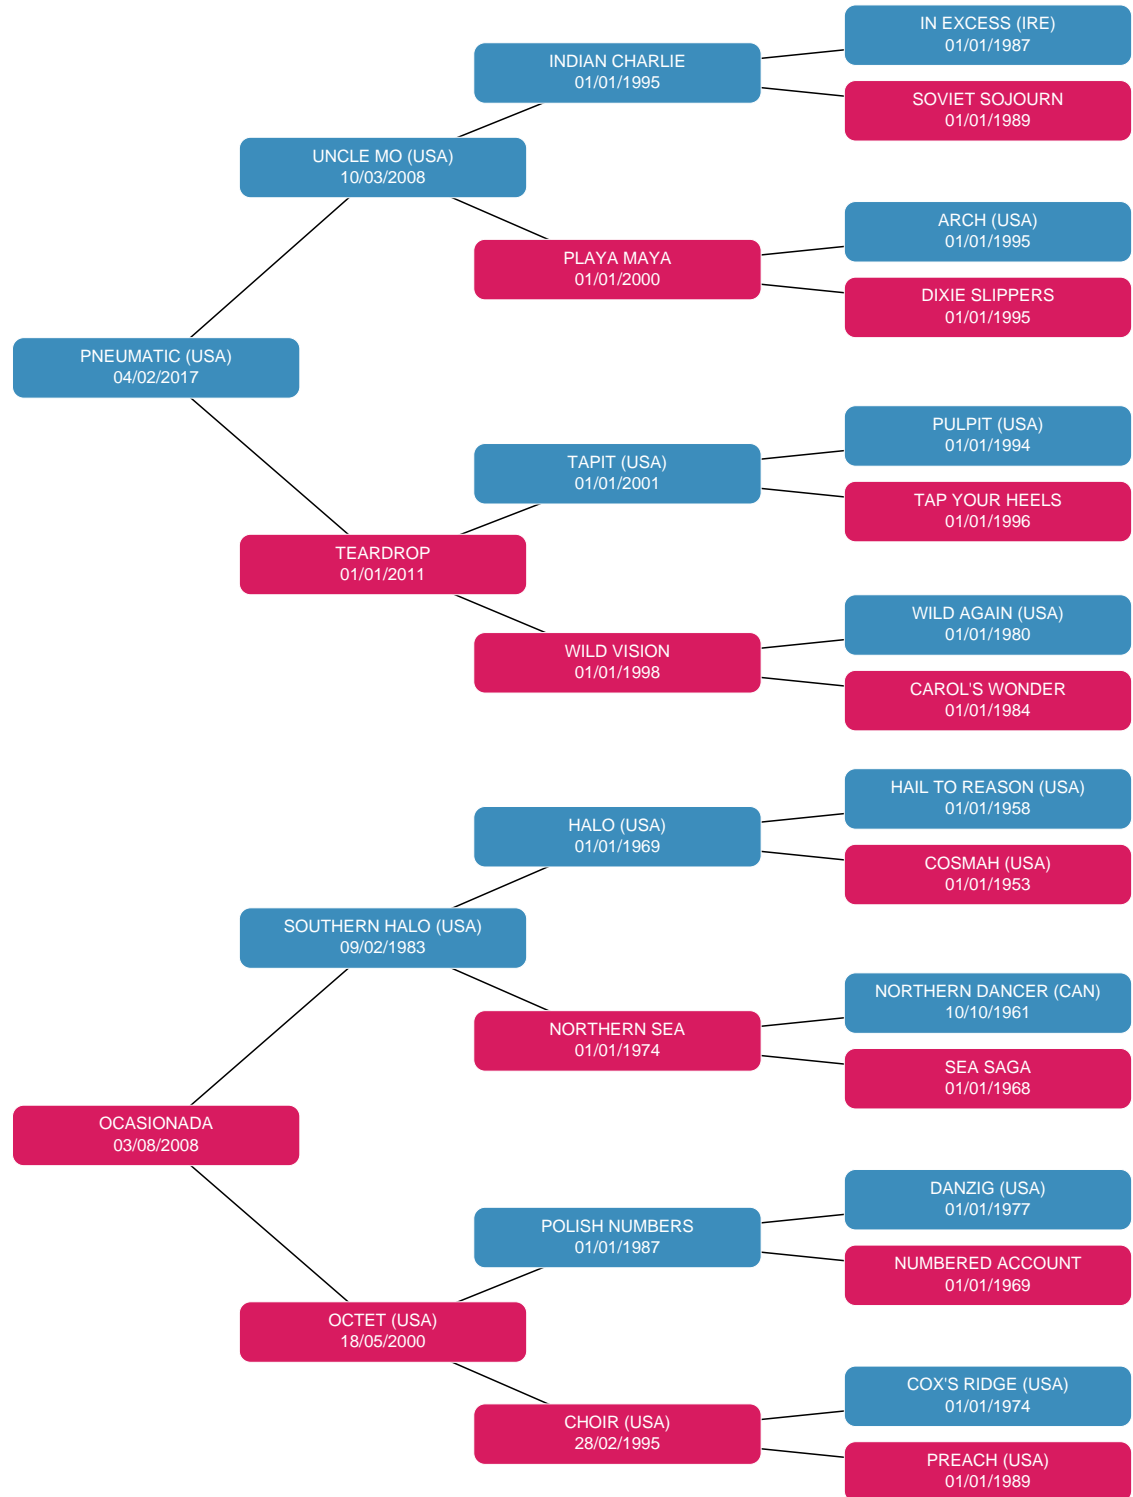 IN EXCESS (IRE)
01/01/1987
INDIAN CHARLIE
01/01/1995
SOVIET SOJOURN
01/01/1989
UNCLE MO (USA)
10/03/2008
ARCH (USA)
01/01/1995
PLAYA MAYA
01/01/2000
DIXIE SLIPPERS
01/01/1995
PNEUMATIC (USA)
04/02/2017
PULPIT (USA)
01/01/1994
TAPIT (USA)
01/01/2001
TAP YOUR HEELS
01/01/1996
TEARDROP
01/01/2011
WILD AGAIN (USA)
01/01/1980
WILD VISION
01/01/1998
CAROL'S WONDER
01/01/1984
HAIL TO REASON (USA)
01/01/1958
HALO (USA)
01/01/1969
COSMAH (USA)
01/01/1953
SOUTHERN HALO (USA)
09/02/1983
NORTHERN DANCER (CAN)
10/10/1961
NORTHERN SEA
01/01/1974
SEA SAGA
01/01/1968
OCASIONADA
03/08/2008
DANZIG (USA)
01/01/1977
POLISH NUMBERS
01/01/1987
NUMBERED ACCOUNT
01/01/1969
OCTET (USA)
18/05/2000
COX'S RIDGE (USA)
01/01/1974
CHOIR (USA)
28/02/1995
PREACH (USA)
01/01/1989